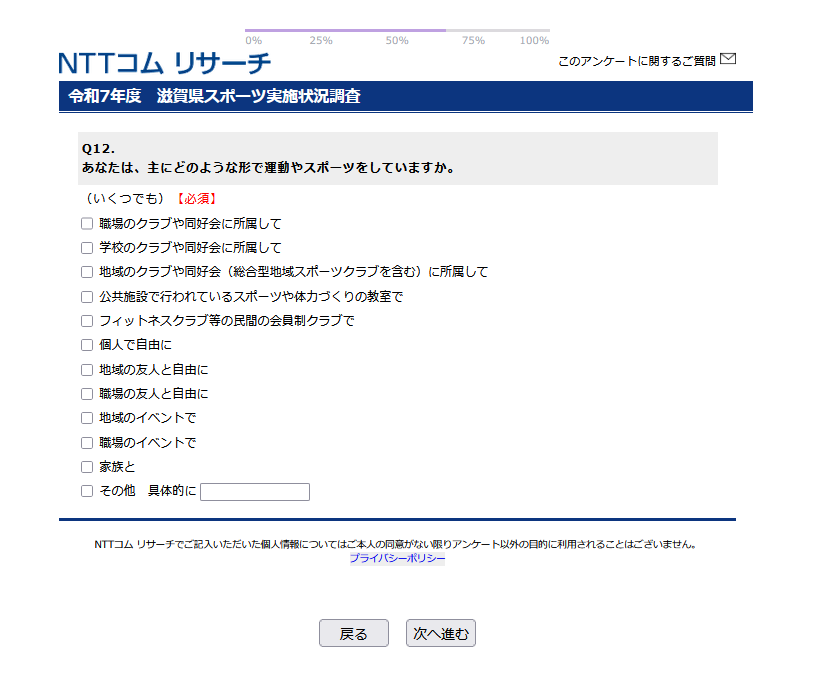 0% 25% 50% 75% 100%
NTTコム リサーチ
このアンケートに関するご質問
令和7年度　滋賀県スポーツ実施状況調査
Q12.
あなたは、主にどのような形で運動やスポーツをしていますか。
（いくつでも）【必須】
職場のクラブや同好会に所属して
学校のクラブや同好会に所属して
地域のクラブや同好会（総合型地域スポーツクラブを含む）に所属して
公共施設で行われているスポーツや体力づくりの教室で
フィットネスクラブ等の民間の会員制クラブで
個人で自由に
地域の友人と自由に
職場の友人と自由に
地域のイベントで
職場のイベントで
家族と
その他　具体的に
NTTコム リサーチでご記入いただいた個人情報についてはご本人の同意がない限りアンケート以外の目的に利用されることはございません。
プライバシーポリシー
戻る 次へ進む